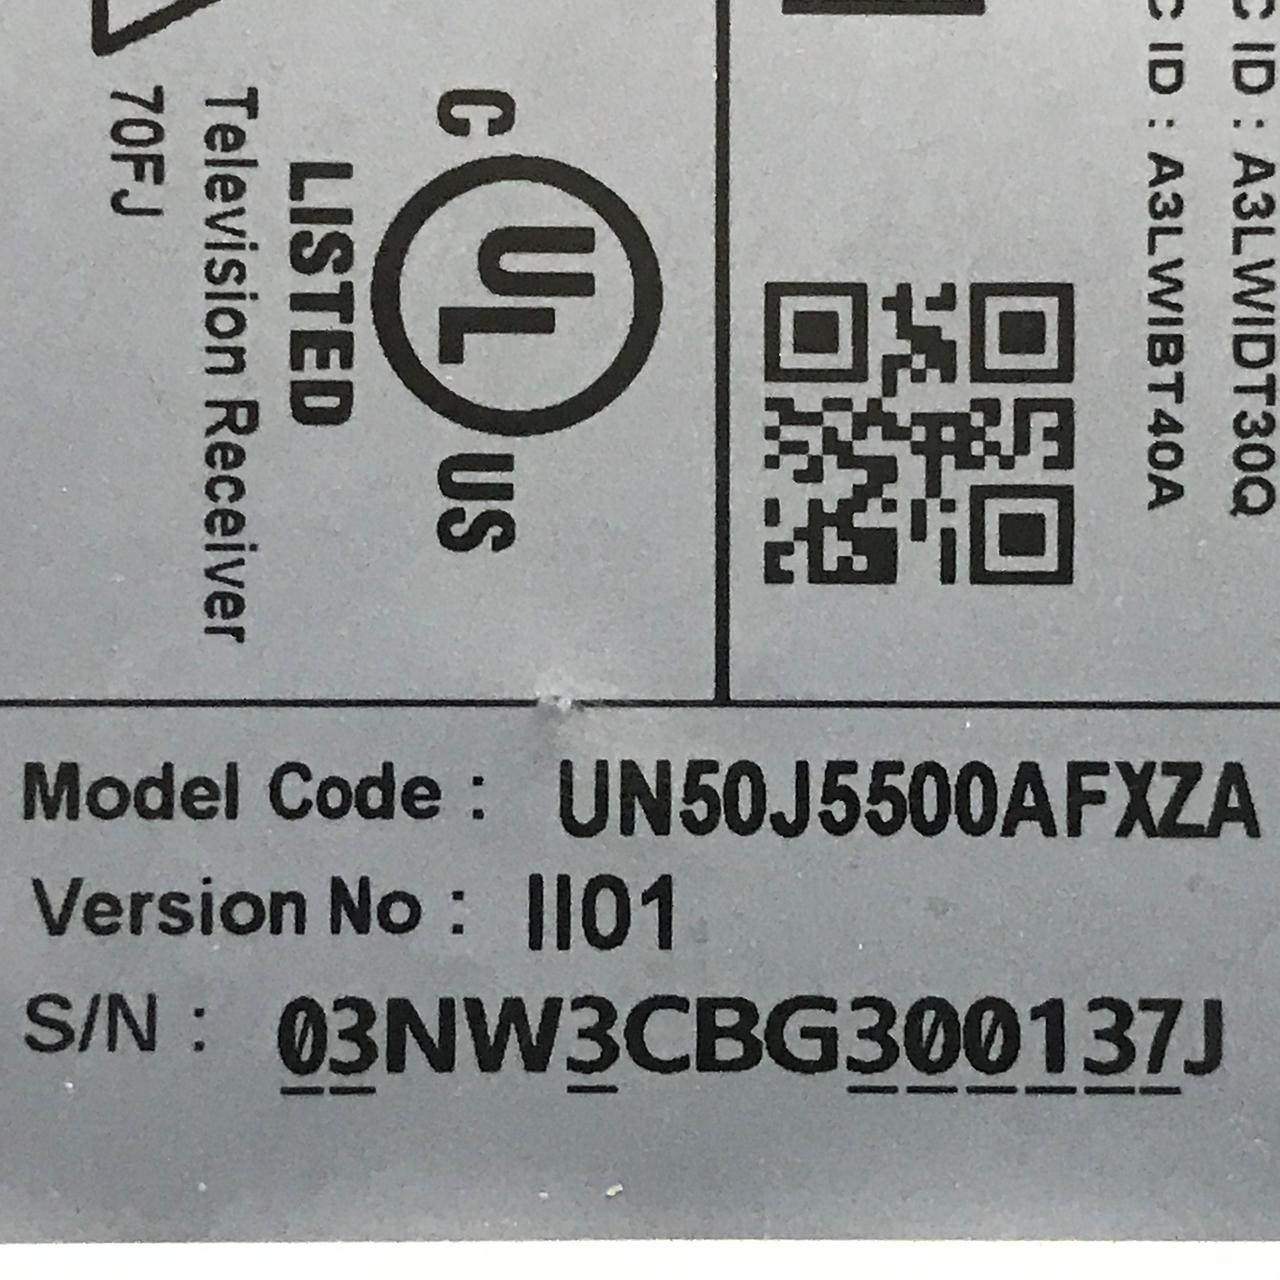 C UL US
LISTED
Television Receiver
70FJ
C ID : A3LWIDT30Q
C ID : A3LWIBT40A
Model Code : UN50J5500AFXZA
Version No : II01
S/N : 03NW3CBG300137J